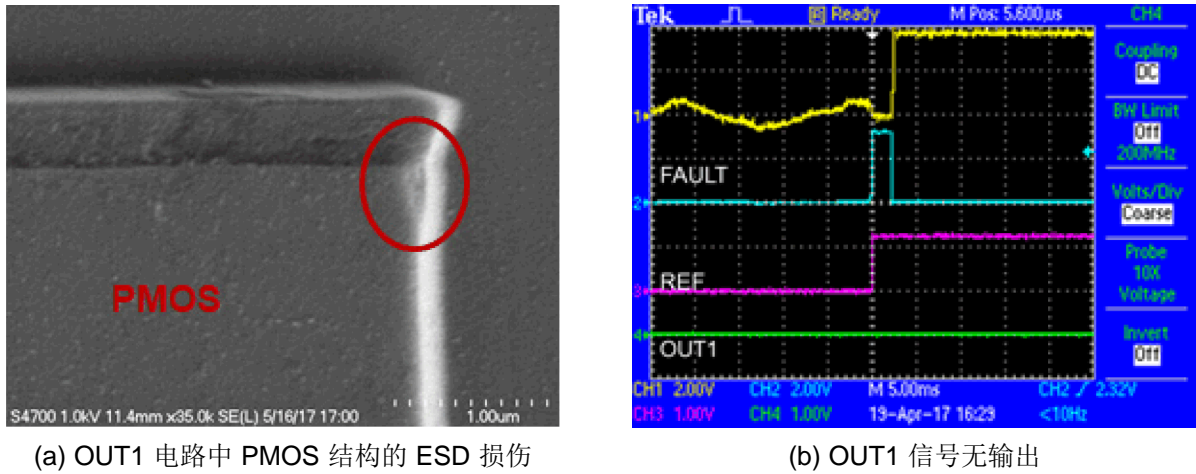 PMOS
S4700 1.0kV 11.4mm x35.0k SE(L) 5/16/17 17:00
1.00um
Tek
Ready
M Pos: 5.600µs
CH4
Coupling
DC
BW Limit
Off
200MHz
Volts/Div
Coarse
Probe
10X
Voltage
Invert
Off
1
FAULT
2
REF
3
4
OUT1
CH1 2.00V
CH2 2.00V
M 5.00ms
CH2 / 2.32V
CH3 1.00V
CH4 1.00V
19-Apr-17 16:29
<10Hz
(a) OUT1 电路中 PMOS 结构的 ESD 损伤
(b) OUT1 信号无输出